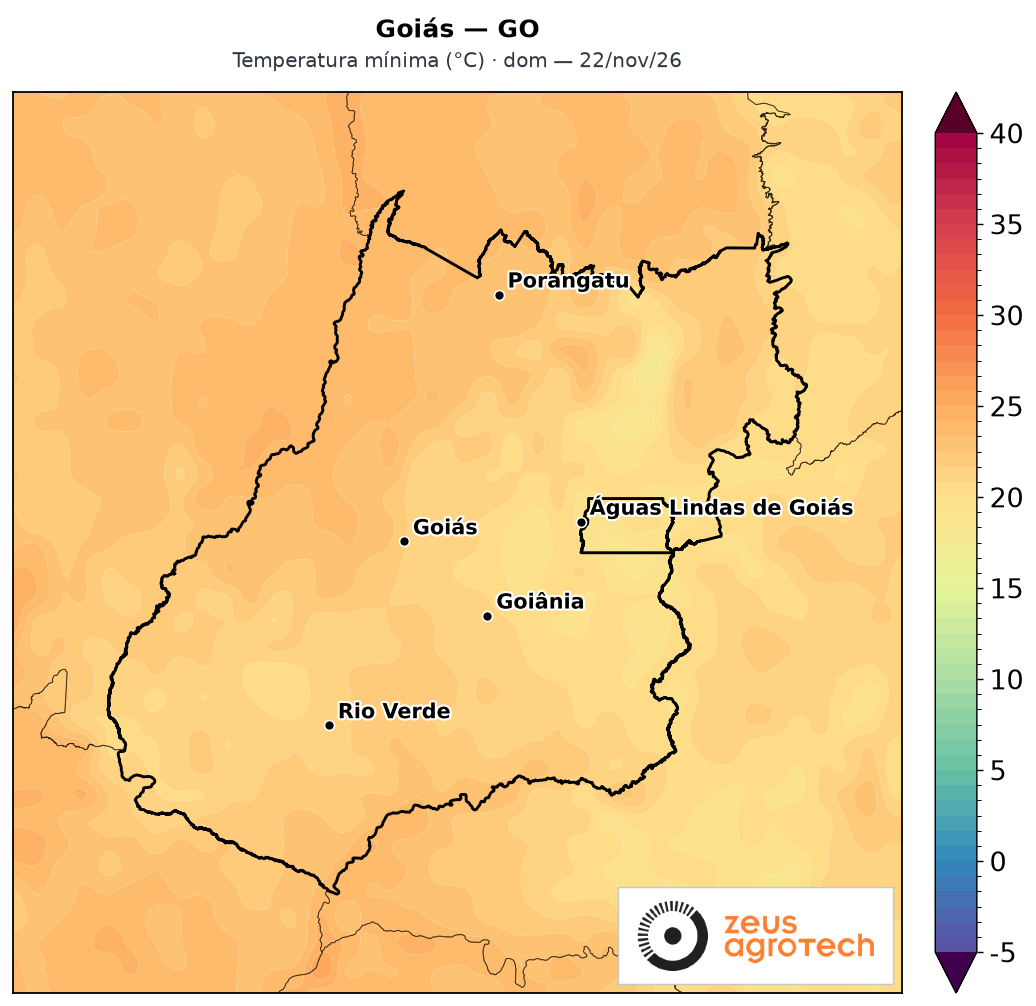 Goiás — GO
Temperatura mínima (°C) · dom — 22/nov/26
40
35
30
25
20
15
10
5
0
-5
Porangatu
Águas Lindas de Goiás
Goiás
Goiânia
Rio Verde
zeus
agrotech